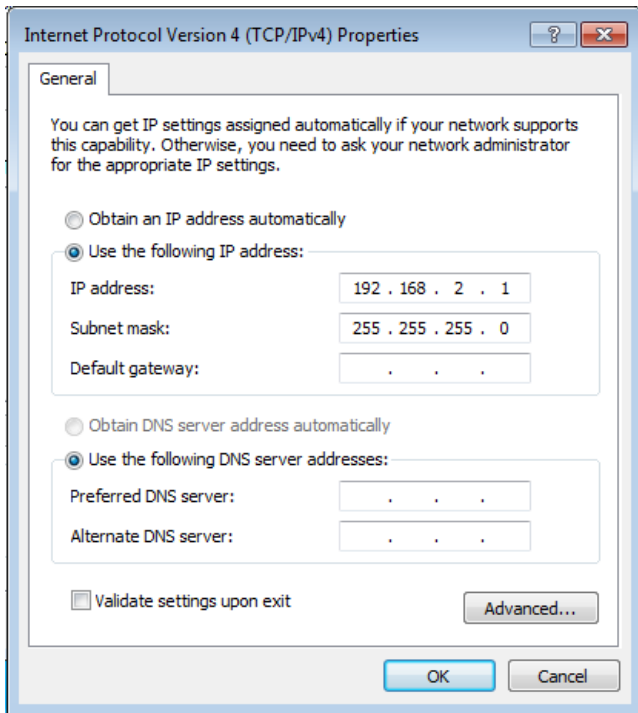 Internet Protocol Version 4 (TCP/IPv4) Properties
?
General
You can get IP settings assigned automatically if your network supports
this capability. Otherwise, you need to ask your network administrator
for the appropriate IP settings.
Obtain an IP address automatically
Use the following IP address:
IP address: 192 . 168 . 2 . 1
Subnet mask: 255 . 255 . 255 . 0
Default gateway: . . .
Obtain DNS server address automatically
Use the following DNS server addresses:
Preferred DNS server: . . .
Alternate DNS server: . . .
Validate settings upon exit
Advanced...
OK Cancel